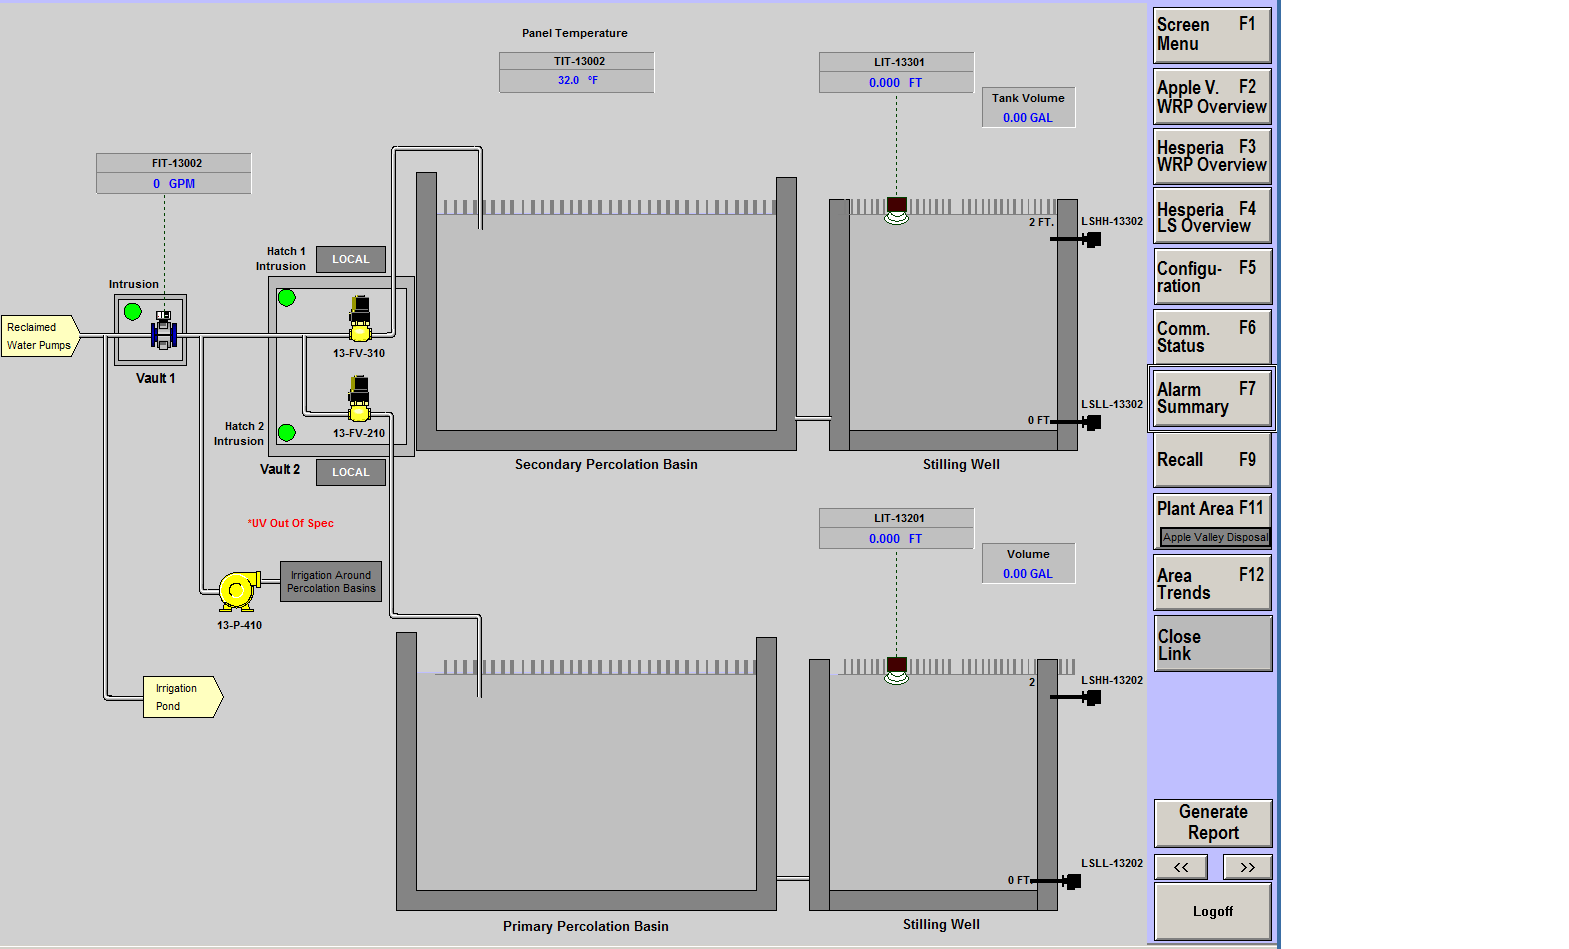 Panel Temperature
TIT-13002
32.0 °F
LIT-13301
0.000 FT
Tank Volume
0.00 GAL
FIT-13002
0 GPM
Hatch 1
Intrusion
LOCAL
Intrusion
Reclaimed
Water Pumps
Vault 1
13-FV-310
13-FV-210
Hatch 2
Intrusion
Vault 2
LOCAL
2 FT.
LSHH-13302
0 FT
LSLL-13302
Secondary Percolation Basin
Stilling Well
*UV Out Of Spec
LIT-13201
0.000 FT
Volume
0.00 GAL
Irrigation Around
Percolation Basins
13-P-410
Irrigation
Pond
2
LSHH-13202
0 FT
LSLL-13202
Primary Percolation Basin
Stilling Well
Screen F1
Menu
Apple V. F2
WRP Overview
Hesperia F3
WRP Overview
Hesperia F4
LS Overview
Configu- F5
ration
Comm. F6
Status
Alarm F7
Summary
Recall F9
Plant Area F11
Apple Valley Disposal
Area F12
Trends
Close
Link
Generate
Report
<< >>
Logoff